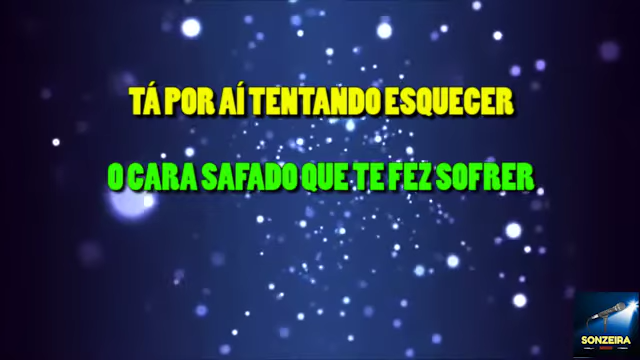 TÁ POR AÍ TENTANDO ESQUECER
O CARA SAFADO QUE TE FEZ SOFRER
SONZEIRA